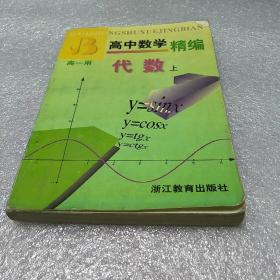 高中数学
精编
高一用
代数 上
y=sinx
y=cosx
y=tgx
y=ctgx
浙江教育出版社